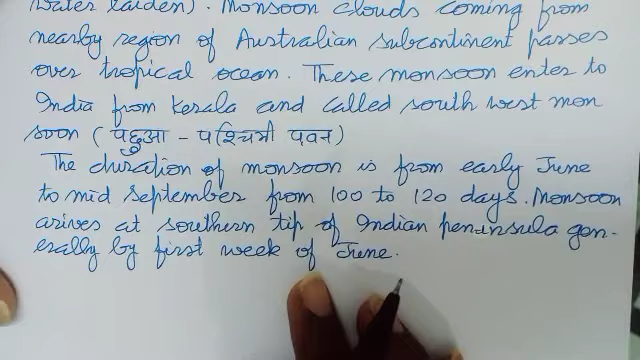 water laiden). Monsoon clouds coming from
nearby region of Australian subcontinent passes
over tropical ocean. These monsoon enter to
India from Kerala and called south west mon
soon (पछुआ - पश्चिमी पवन)
The duration of monsoon is from early June
to mid september from 100 to 120 days. Monsoon
arives at southern tip of Indian peninsula gen-
erally by first week of June.